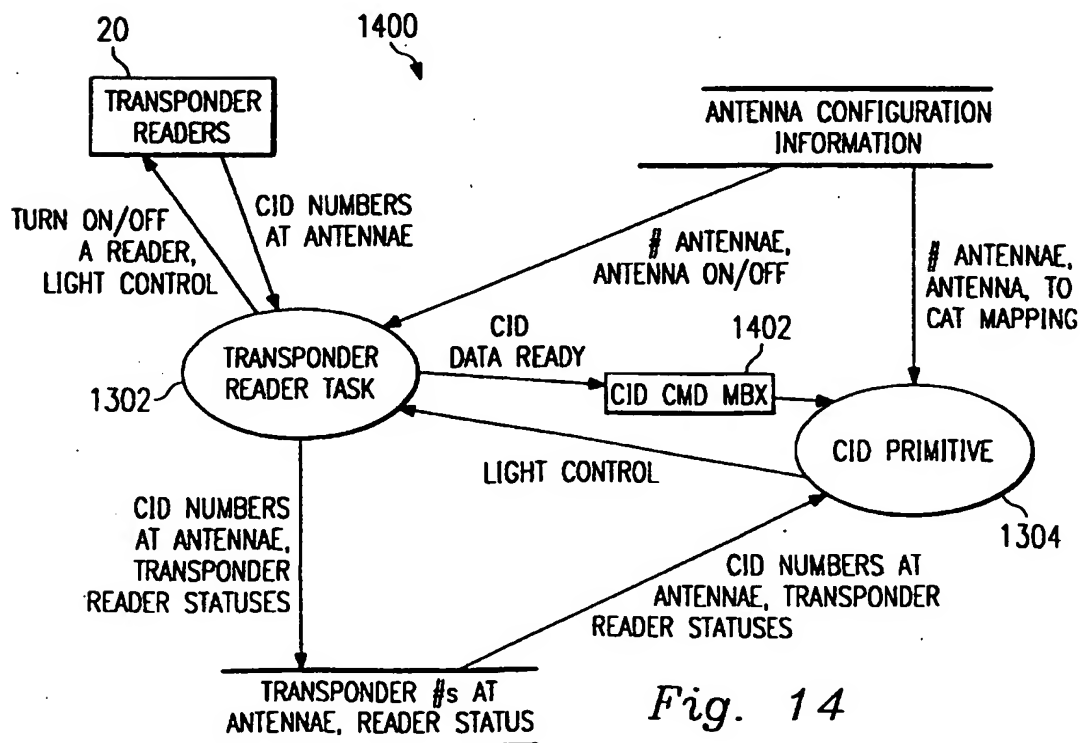 20
1400
TRANSPONDER
READERS
ANTENNA CONFIGURATION
INFORMATION
TURN ON/OFF
A READER,
LIGHT CONTROL
CID NUMBERS
AT ANTENNAE
# ANTENNAE,
ANTENNA ON/OFF
# ANTENNAE,
ANTENNA, TO
CAT MAPPING
TRANSPONDER
READER TASK
1302
CID
DATA READY
1402
CID CMD MBX
CID PRIMITIVE
1304
LIGHT CONTROL
CID NUMBERS
AT ANTENNAE,
TRANSPONDER
READER STATUSES
CID NUMBERS AT
ANTENNAE, TRANSPONDER
READER STATUSES
TRANSPONDER #s AT
ANTENNAE, READER STATUS
Fig. 14